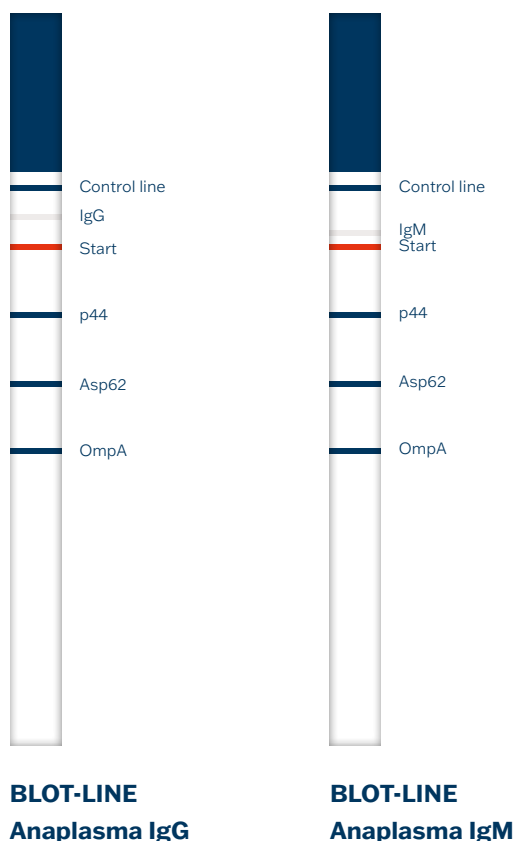 Control line
IgG
Start
p44
Asp62
OmpA
BLOT-LINE
Anaplasma IgG
Control line
IgM
Start
p44
Asp62
OmpA
BLOT-LINE
Anaplasma IgM